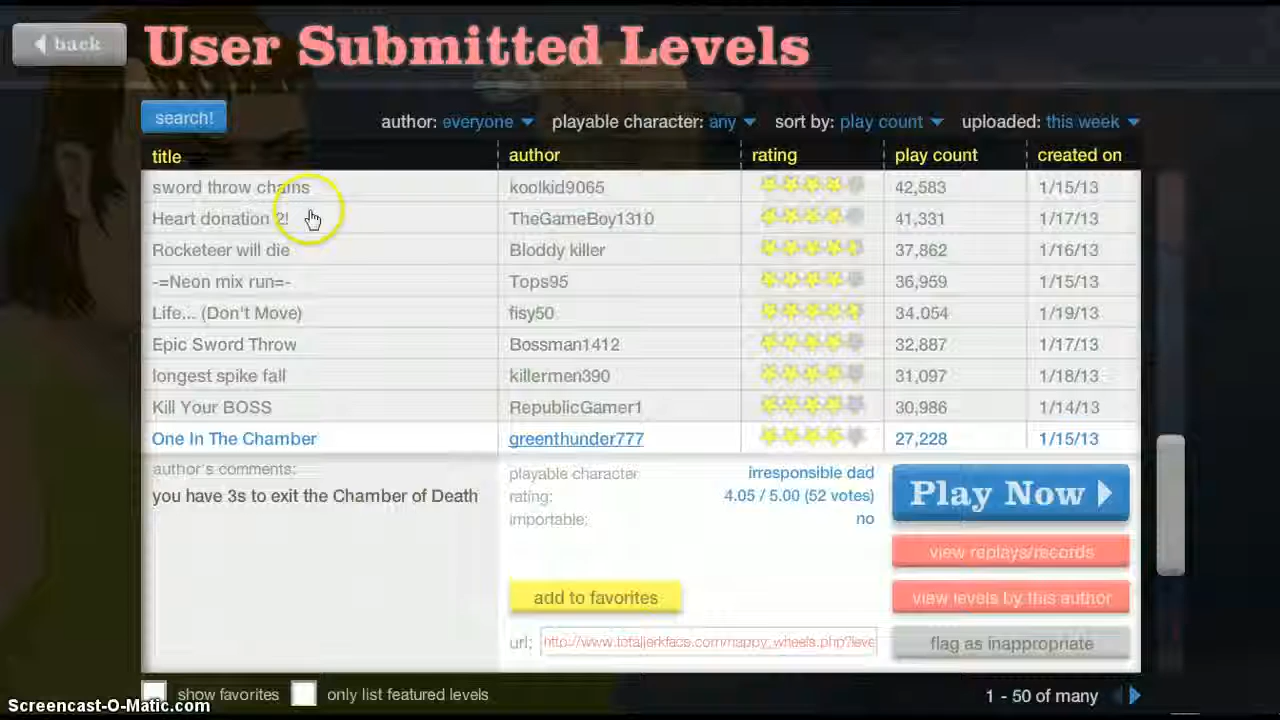 back
User Submitted Levels
search!
author: everyone
playable character: any
sort by: play count
uploaded: this week
title author rating play count created on
sword throw chains koolkid9065 42,583 1/15/13
Heart donation 2! TheGameBoy1310 41,331 1/17/13
Rocketeer will die Bloddy killer 37,862 1/16/13
-=Neon mix run=- Tops95 36,959 1/15/13
Life... (Don't Move) fisy50 34.054 1/19/13
Epic Sword Throw Bossman1412 32,887 1/17/13
longest spike fall killermen390 31,097 1/18/13
Kill Your BOSS RepublicGamer1 30,986 1/14/13
One In The Chamber greenthunder777 27,228 1/15/13
author's comments:
you have 3s to exit the Chamber of Death
playable character irresponsible dad
rating: 4.05 / 5.00 (52 votes)
importable: no
add to favorites
url: http://www.totaljerkface.com/happy_wheels.php?leve
Play Now
view replays/records
view levels by this author
flag as inappropriate
show favorites
only list featured levels
1 - 50 of many
Screencast-O-Matic.com